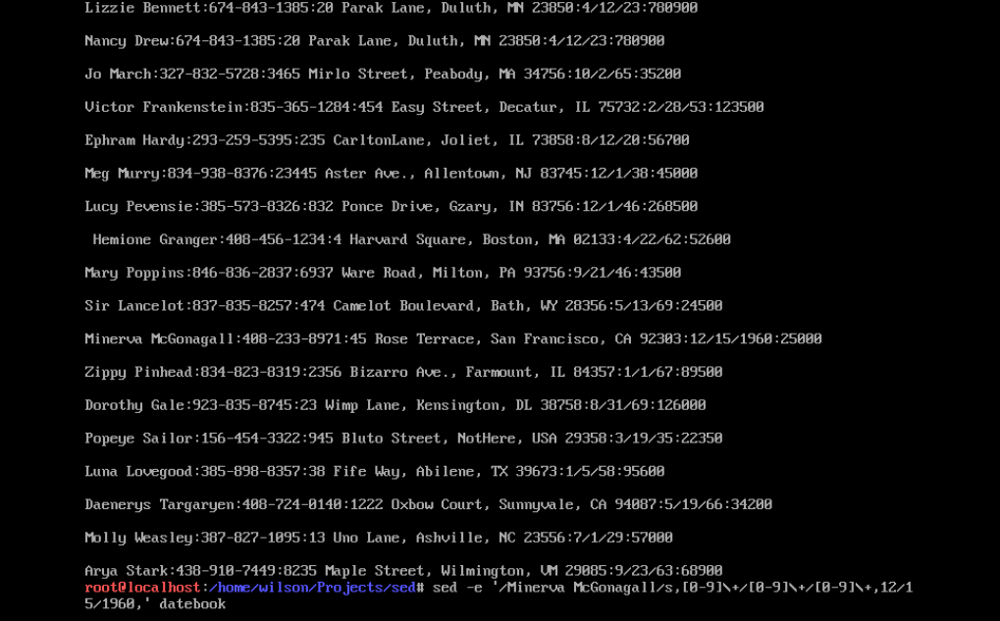 Lizzie Bennett:674-843-1385:20 Parak Lane, Duluth, MN 23850:4/12/23:780900
Nancy Drew:674-843-1385:20 Parak Lane, Duluth, MN 23850:4/12/23:780900
Jo March:327-832-5728:3465 Mirlo Street, Peabody, MA 34756:10/2/65:35200
Victor Frankenstein:835-365-1284:454 Easy Street, Decatur, IL 75732:2/28/53:123500
Ephram Hardy:293-259-5395:235 CarltonLane, Joliet, IL 73858:8/12/20:56700
Meg Murry:834-938-8376:23445 Aster Ave., Allentown, NJ 83745:12/1/38:45000
Lucy Pevensie:385-573-8326:832 Ponce Drive, Gzary, IN 83756:12/1/46:268500
Hemione Granger:408-456-1234:4 Harvard Square, Boston, MA 02133:4/22/62:52600
Mary Poppins:846-836-2837:6937 Ware Road, Milton, PA 93756:9/21/46:43500
Sir Lancelot:837-835-8257:474 Camelot Boulevard, Bath, WY 28356:5/13/69:24500
Minerva McGonagall:408-233-8971:45 Rose Terrace, San Francisco, CA 92303:12/15/1960:25000
Zippy Pinhead:834-823-8319:2356 Bizarro Ave., Farmount, IL 84357:1/1/67:89500
Dorothy Gale:923-835-8745:23 Wimp Lane, Kensington, DL 38758:8/31/69:126000
Popeye Sailor:156-454-3322:945 Bluto Street, NotHere, USA 29358:3/19/35:22350
Luna Lovegood:385-898-8357:38 Fife Way, Abilene, TX 39673:1/5/58:95600
Daenerys Targaryen:408-724-0140:1222 Oxbow Court, Sunnyvale, CA 94087:5/19/66:34200
Molly Weasley:387-827-1095:13 Uno Lane, Ashville, NC 23556:7/1/29:57000
Arya Stark:438-910-7449:8235 Maple Street, Wilmington, VM 29085:9/23/63:68900
root@localhost:/home/wilson/Projects/sed# sed -e '/Minerva McGonagall/s,[0-9]\+/[0-9]\+/[0-9]\+,12/1
5/1960,' datebook